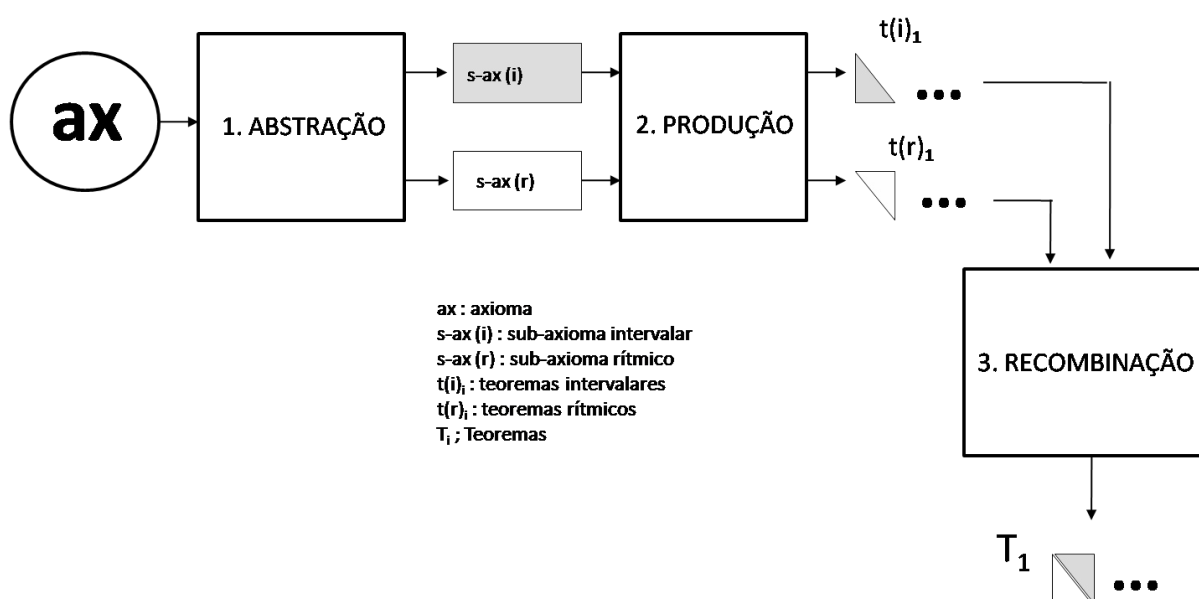 ax
1. ABSTRAÇÃO
s-ax (i)
s-ax (r)
2. PRODUÇÃO
t(i)₁
•••
t(r)₁
•••
ax : axioma
s-ax (i) : sub-axioma intervalar
s-ax (r) : sub-axioma rítmico
t(i)ᵢ : teoremas intervalares
t(r)ᵢ : teoremas rítmicos
Tᵢ ; Teoremas
3. RECOMBINAÇÃO
T₁
•••